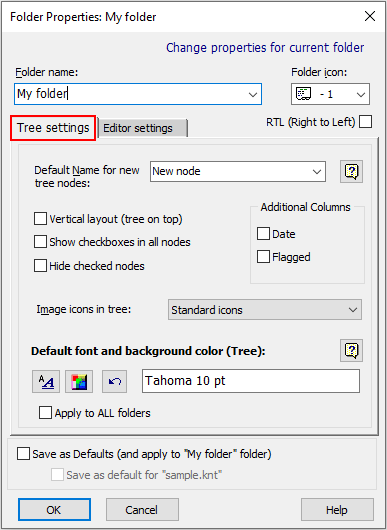 Folder Properties: My folder
Change properties for current folder
Folder name:
Folder icon:
My folder
- 1
Tree settings
Editor settings
RTL (Right to Left)
Default Name for new
tree nodes:
New node
Vertical layout (tree on top)
Show checkboxes in all nodes
Hide checked nodes
Additional Columns
Date
Flagged
Image icons in tree:
Standard icons
Default font and background color (Tree):
Tahoma 10 pt
Apply to ALL folders
Save as Defaults (and apply to "My folder" folder)
Save as default for "sample.knt"
OK
Cancel
Help